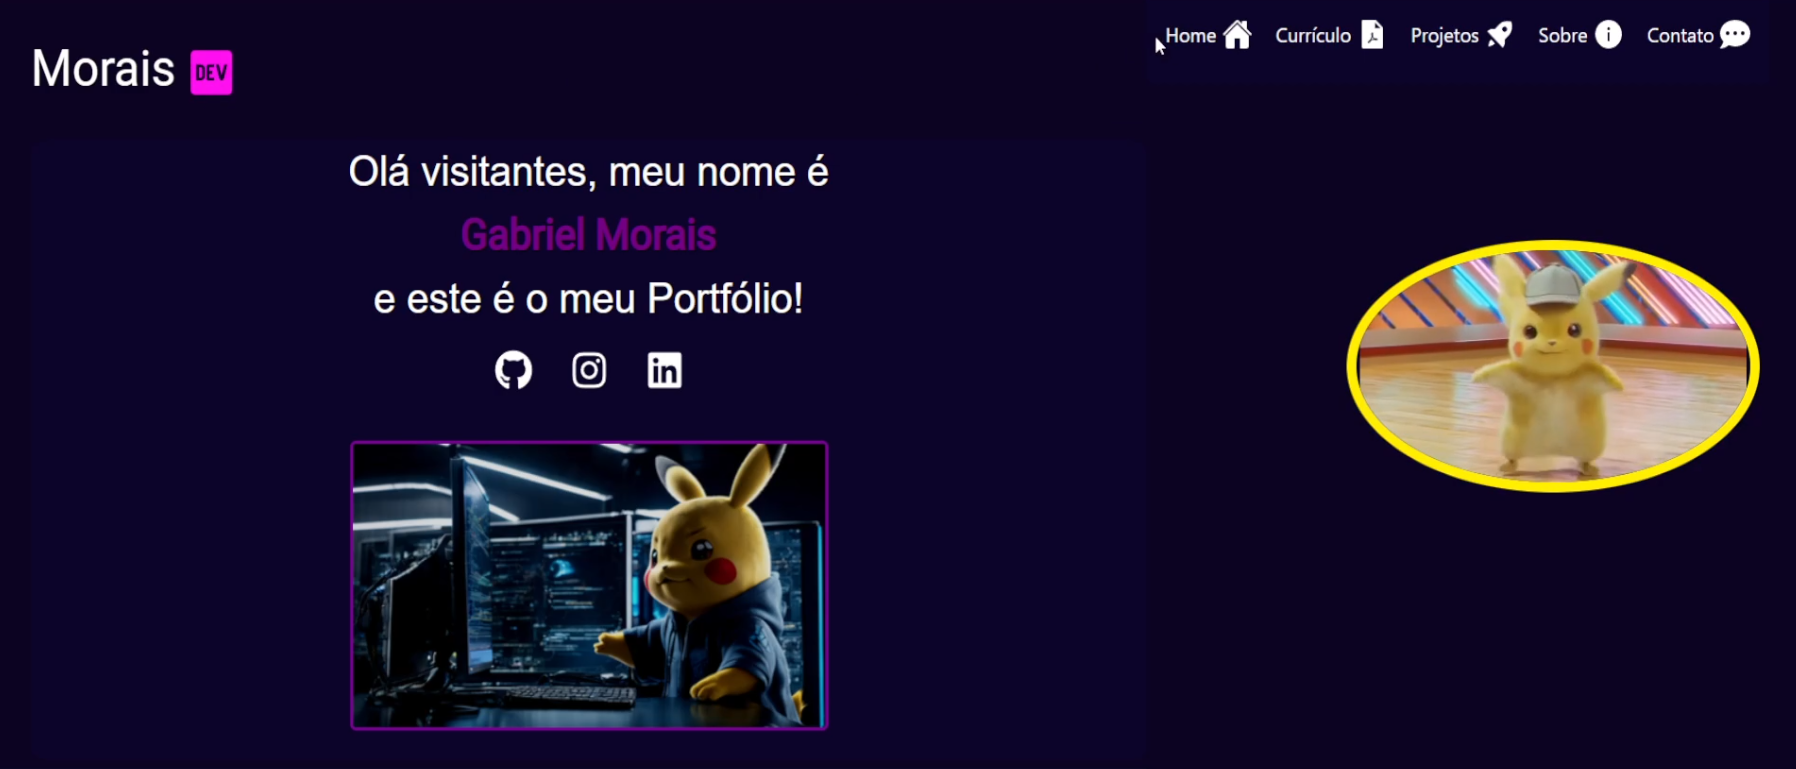 Morais DEV
Home Currículo Projetos Sobre Contato
Olá visitantes, meu nome é
Gabriel Morais
e este é o meu Portfólio!